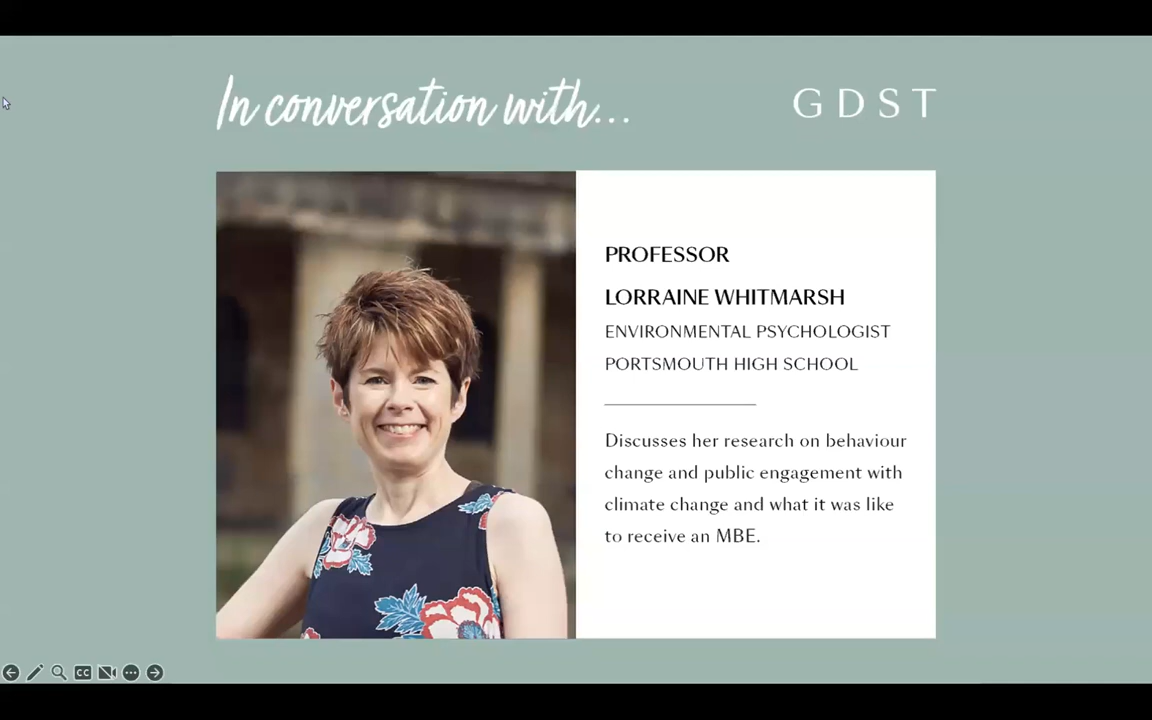 In conversation with...
GDST
PROFESSOR
LORRAINE WHITMARSH
ENVIRONMENTAL PSYCHOLOGIST
PORTSMOUTH HIGH SCHOOL
Discusses her research on behaviour
change and public engagement with
climate change and what it was like
to receive an MBE.
CC